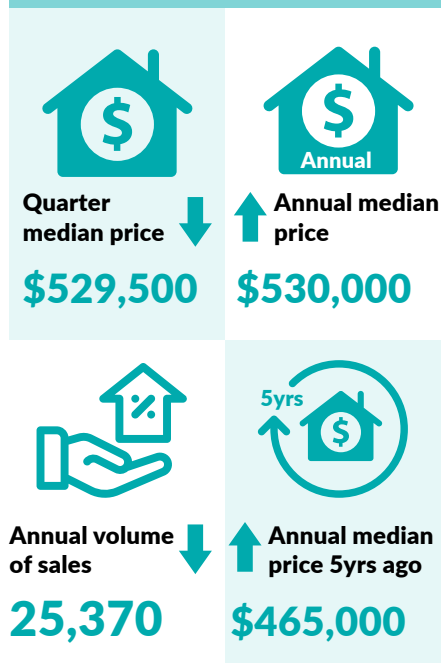 $
$
Annual
Quarter
median price
$529,500
Annual median
price
$530,000
%
Annual volume
of sales
25,370
5yrs
$
Annual median
price 5yrs ago
$465,000